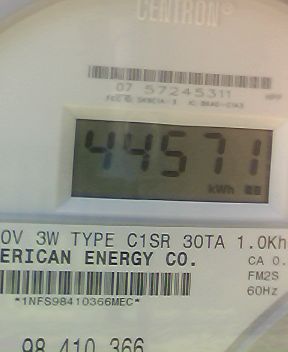 CENTRON®
07 57245311
44571
kWh
0V 3W TYPE C1SR 30TA 1.0Kh
ERICAN ENERGY CO.
CA 0.
FM2S
60Hz
*1NFS98410366MEC*
98 410 366